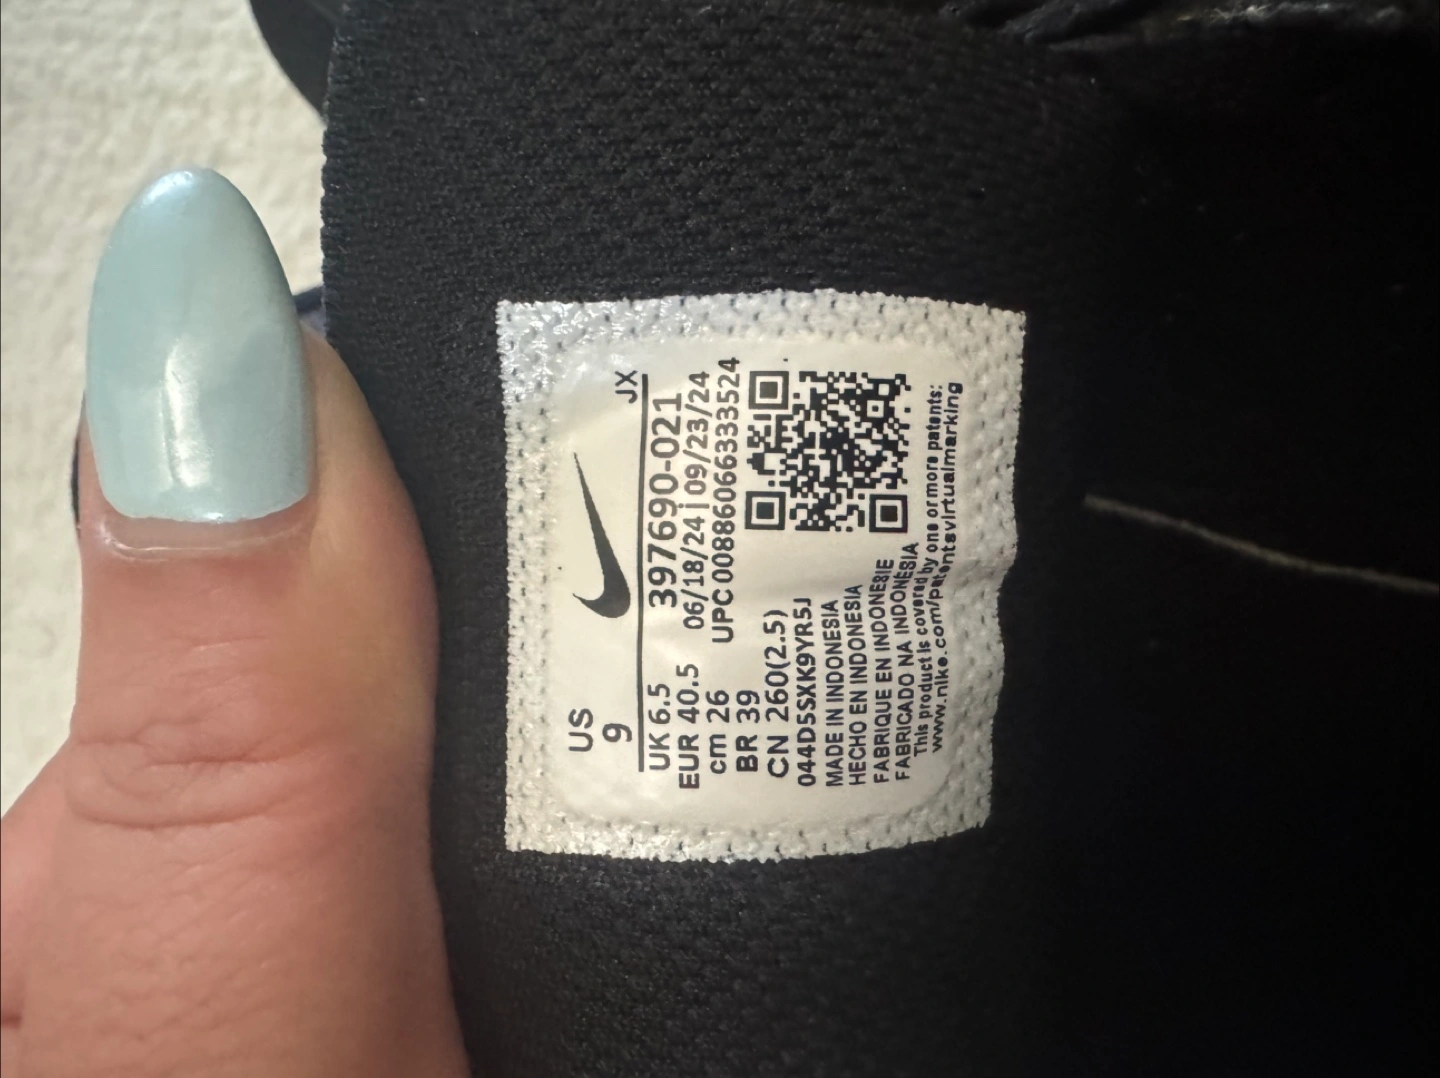 US
9
JX
UK 6.5
EUR 40.5
cm 26
BR 39
CN 260(2.5)
397690-021
06/18/24|09/23/24
UPC 00886066333524
044D5SXK9YR5J
MADE IN INDONESIA
HECHO EN INDONESIA
FABRIQUE EN INDONESIE
FABRICADO NA INDONÉSIA
This product is covered by one or more patents:
www.nike.com/patentsvirtualmarking